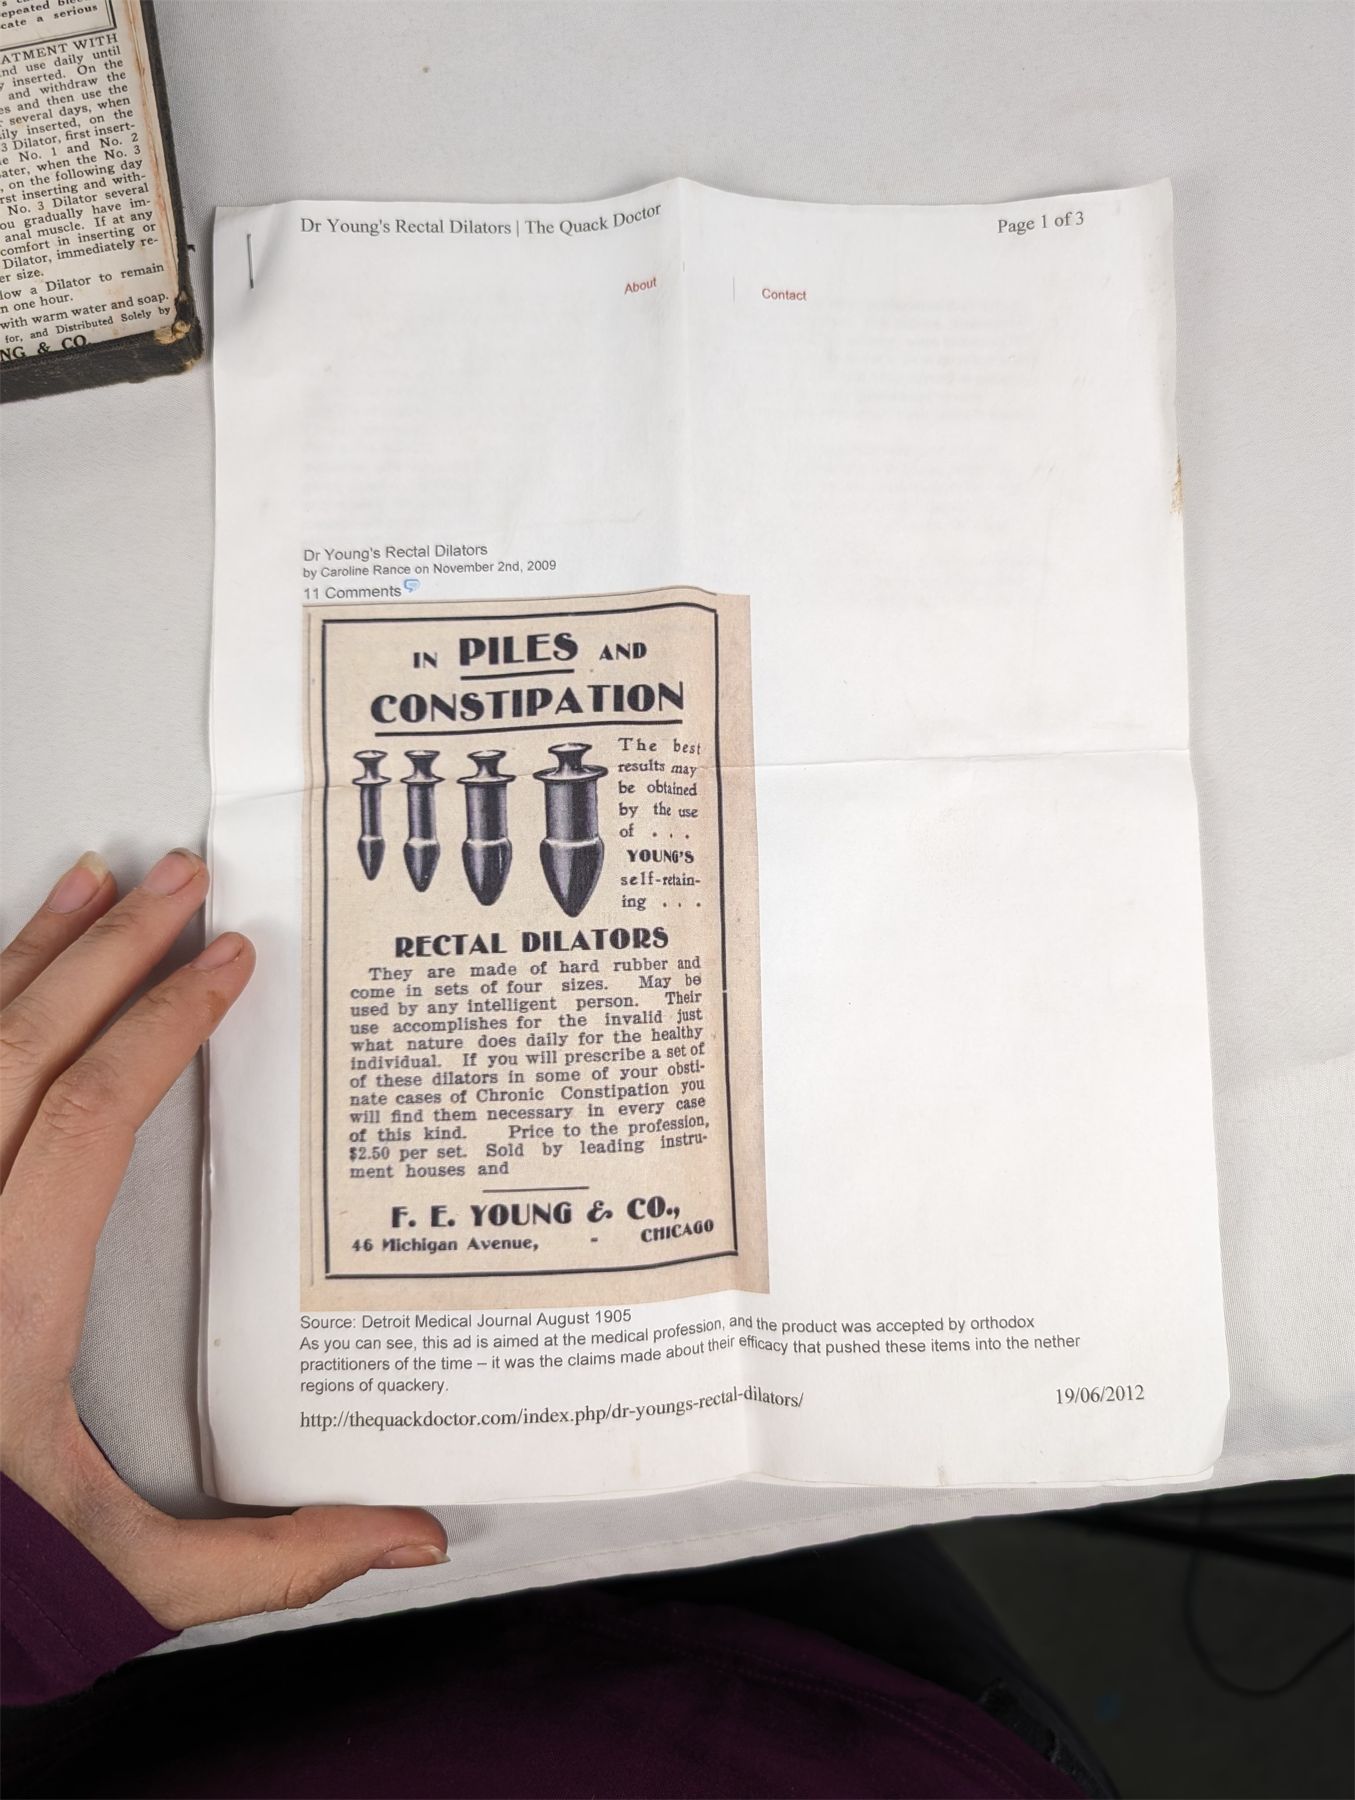 epeated
cate a serious
ATMENT WITH
nd use daily until
y inserted. On the
and withdraw the
es and then use the
several days, when
ily inserted, on the
3 Dilator, first insert-
e No. 1 and No. 2
ater, when the No. 3
, on the following day
rst inserting and with-
No. 3 Dilator several
ou gradually have im-
anal muscle. If at any
comfort in inserting or
Dilator, immediately re-
er size.
low a Dilator to remain
n one hour.
with warm water and soap.
for, and Distributed Solely by
NG & CO.
Dr Young's Rectal Dilators | The Quack Doctor
Page 1 of 3
About
Contact
Dr Young's Rectal Dilators
by Caroline Rance on November 2nd, 2009
11 Comments
IN PILES AND
CONSTIPATION
The best
results may
be obtained
by the use
of . . .
YOUNG'S
self-retain-
ing . . .
RECTAL DILATORS
They are made of hard rubber and
come in sets of four sizes. May be
used by any intelligent person. Their
use accomplishes for the invalid just
what nature does daily for the healthy
individual. If you will prescribe a set of
of these dilators in some of your obsti-
nate cases of Chronic Constipation you
will find them necessary in every case
of this kind. Price to the profession,
$2.50 per set. Sold by leading instru-
ment houses and
F. E. YOUNG & CO.,
46 Michigan Avenue, - CHICAGO
Source: Detroit Medical Journal August 1905
As you can see, this ad is aimed at the medical profession, and the product was accepted by orthodox
practitioners of the time – it was the claims made about their efficacy that pushed these items into the nether
regions of quackery.
http://thequackdoctor.com/index.php/dr-youngs-rectal-dilators/
19/06/2012